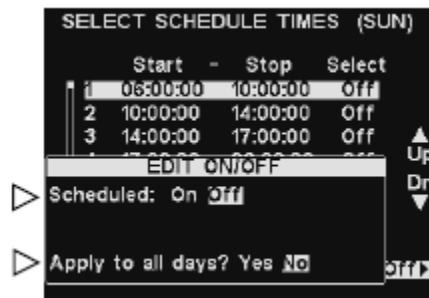 SELECT SCHEDULE TIMES (SUN)
Start - Stop Select
1 06:00:00 10:00:00 Off
2 10:00:00 14:00:00 Off
3 14:00:00 17:00:00 Off
Up
EDIT ON/OFF
Dn
Scheduled: On Off
Apply to all days? Yes No
Off